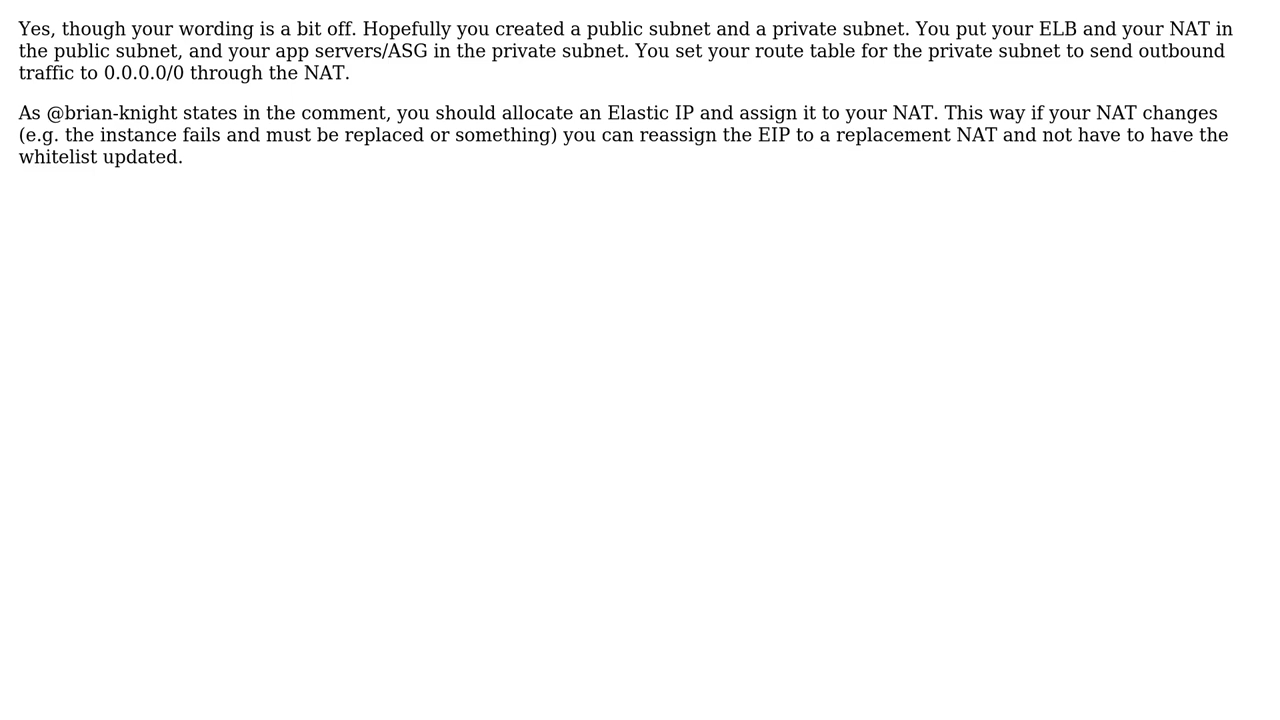 Yes, though your wording is a bit off. Hopefully you created a public subnet and a private subnet. You put your ELB and your NAT in
the public subnet, and your app servers/ASG in the private subnet. You set your route table for the private subnet to send outbound
traffic to 0.0.0.0/0 through the NAT.
As @brian-knight states in the comment, you should allocate an Elastic IP and assign it to your NAT. This way if your NAT changes
(e.g. the instance fails and must be replaced or something) you can reassign the EIP to a replacement NAT and not have to have the
whitelist updated.